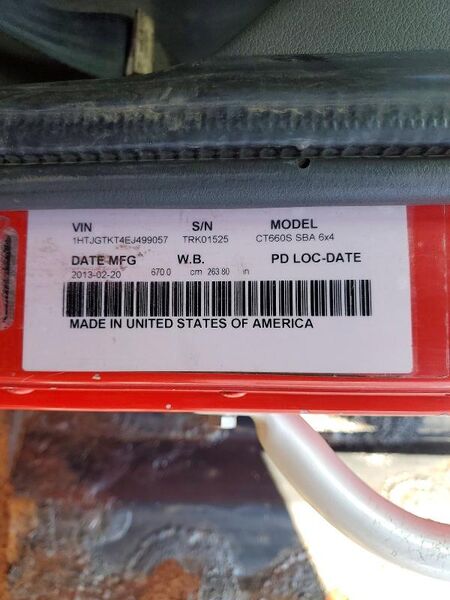 VIN S/N MODEL
1HTJGTKT4EJ499057 TRK01525 CT660S SBA 6x4
DATE MFG W.B. PD LOC-DATE
2013-02-20 670.0 cm 263.80 in
MADE IN UNITED STATES OF AMERICA